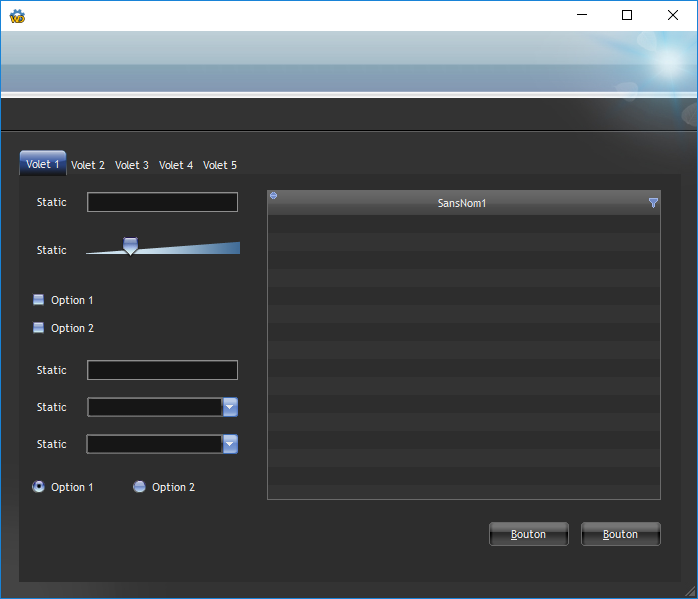 Volet 1 Volet 2 Volet 3 Volet 4 Volet 5
Static
SansNom1
Static
Option 1
Option 2
Static
Static
Static
Option 1 Option 2
Bouton Bouton